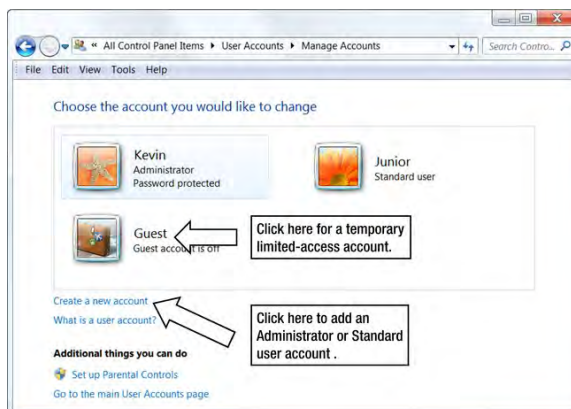 « All Control Panel Items ▸ User Accounts ▸ Manage Accounts
Search Contro...
File Edit View Tools Help
Choose the account you would like to change
Kevin
Administrator
Password protected
Junior
Standard user
Guest
Guest account is off
Click here for a temporary
limited-access account.
Create a new account
What is a user account?
Click here to add an
Administrator or Standard
user account .
Additional things you can do
Set up Parental Controls
Go to the main User Accounts page